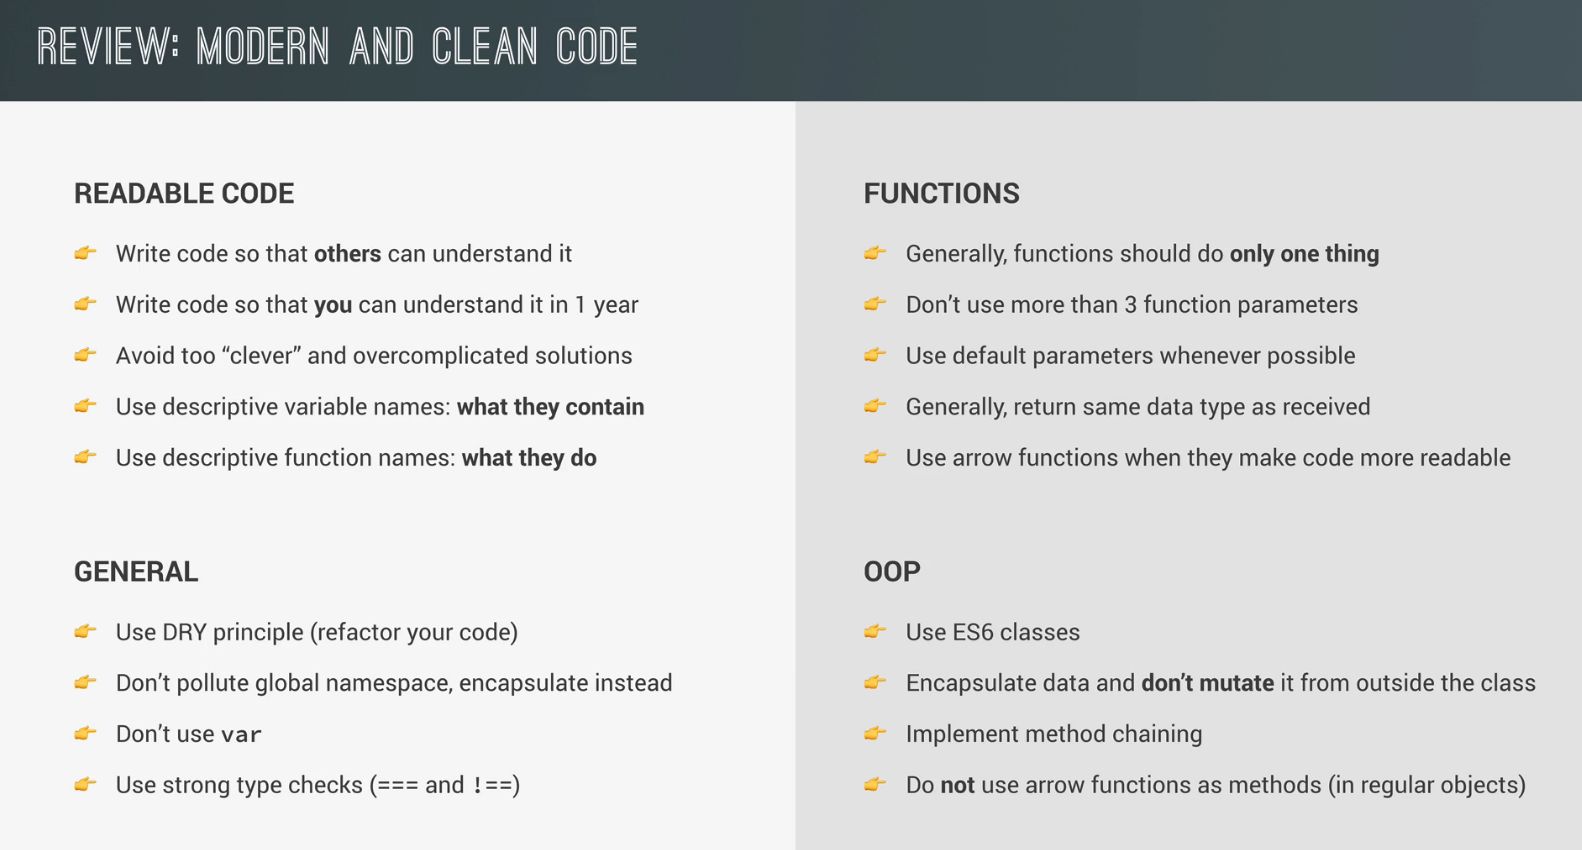 REVIEW: MODERN AND CLEAN CODE
READABLE CODE
👉 Write code so that others can understand it
👉 Write code so that you can understand it in 1 year
👉 Avoid too “clever” and overcomplicated solutions
👉 Use descriptive variable names: what they contain
👉 Use descriptive function names: what they do
GENERAL
👉 Use DRY principle (refactor your code)
👉 Don’t pollute global namespace, encapsulate instead
👉 Don’t use var
👉 Use strong type checks (=== and !==)
FUNCTIONS
👉 Generally, functions should do only one thing
👉 Don’t use more than 3 function parameters
👉 Use default parameters whenever possible
👉 Generally, return same data type as received
👉 Use arrow functions when they make code more readable
OOP
👉 Use ES6 classes
👉 Encapsulate data and don’t mutate it from outside the class
👉 Implement method chaining
👉 Do not use arrow functions as methods (in regular objects)